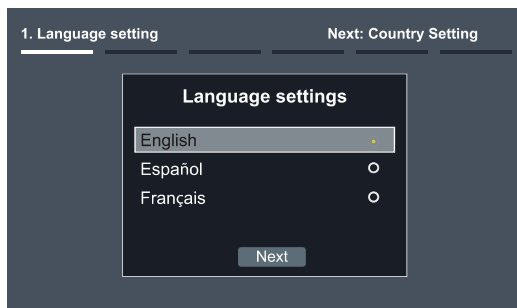 1. Language setting
Next: Country Setting
Language settings
English
Español
Français
Next